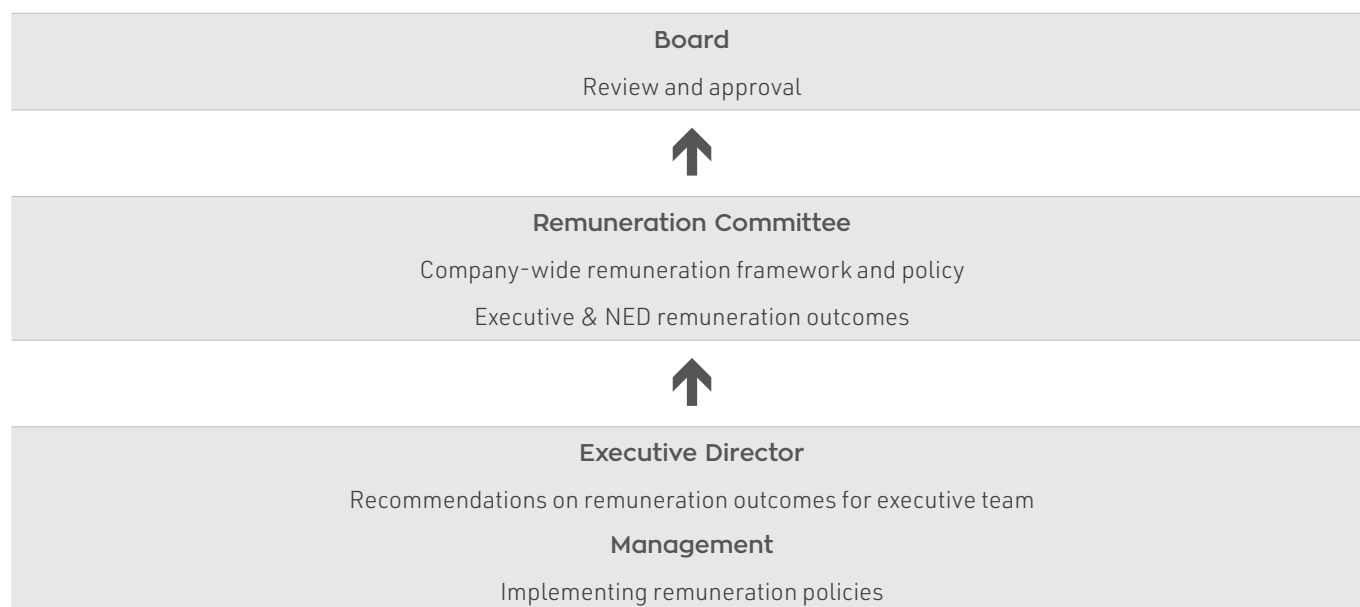 Board
Review and approval
Remuneration Committee
Company-wide remuneration framework and policy
Executive & NED remuneration outcomes
Executive Director
Recommendations on remuneration outcomes for executive team
Management
Implementing remuneration policies